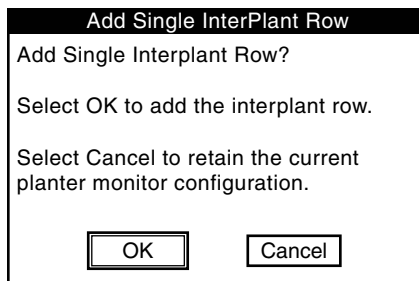 Add Single InterPlant Row
Add Single Interplant Row?
Select OK to add the interplant row.
Select Cancel to retain the current
planter monitor configuration.
OK Cancel